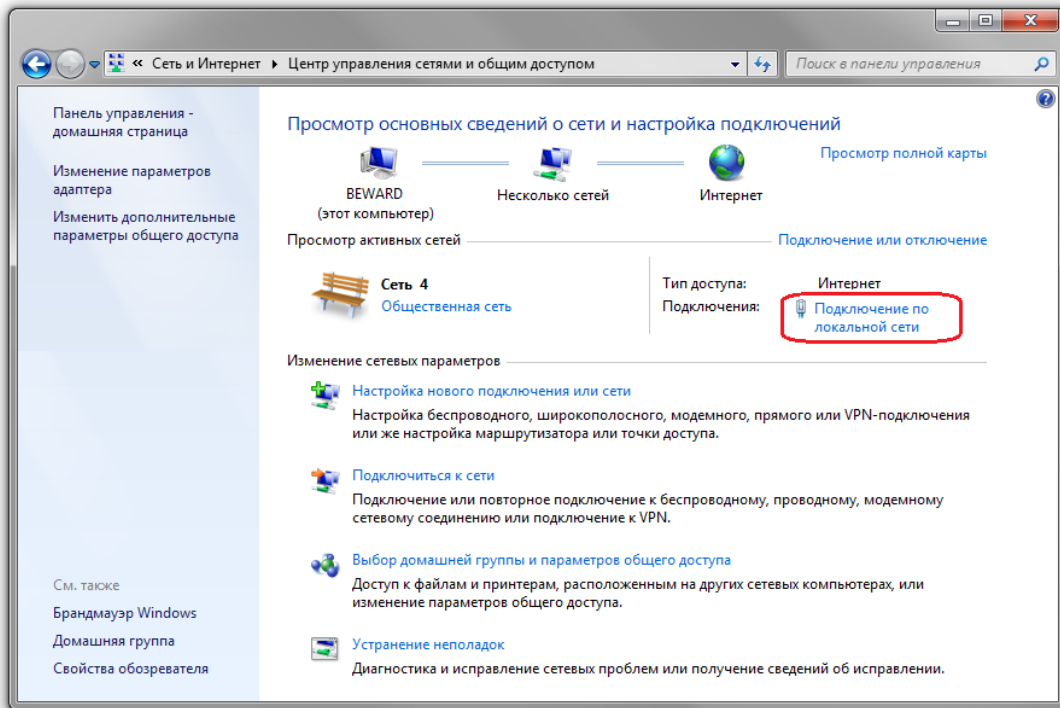 « Сеть и Интернет ▸ Центр управления сетями и общим доступом
Поиск в панели управления
Панель управления -
домашняя страница
Изменение параметров
адаптера
Изменить дополнительные
параметры общего доступа
См. также
Брандмауэр Windows
Домашняя группа
Свойства обозревателя
Просмотр основных сведений о сети и настройка подключений
Просмотр полной карты
BEWARD
(этот компьютер)
Несколько сетей
Интернет
Просмотр активных сетей
Подключение или отключение
Сеть 4
Общественная сеть
Тип доступа: Интернет
Подключения: Подключение по
локальной сети
Изменение сетевых параметров
Настройка нового подключения или сети
Настройка беспроводного, широкополосного, модемного, прямого или VPN-подключения
или же настройка маршрутизатора или точки доступа.
Подключиться к сети
Подключение или повторное подключение к беспроводному, проводному, модемному
сетевому соединению или подключение к VPN.
Выбор домашней группы и параметров общего доступа
Доступ к файлам и принтерам, расположенным на других сетевых компьютерах, или
изменение параметров общего доступа.
Устранение неполадок
Диагностика и исправление сетевых проблем или получение сведений об исправлении.